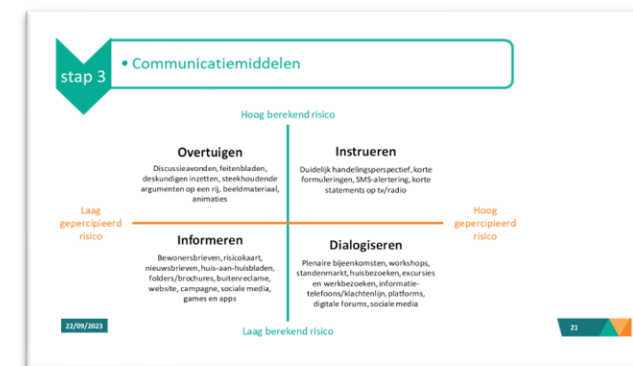 stap 3
• Communicatiemiddelen
Hoog berekend risico
Overtuigen
Discussieavonden, feitenbladen,
deskundigen inzetten, steekhoudende
argumenten op een rij, beeldmateriaal,
animaties
Instrueren
Duidelijk handelingsperspectief, korte
formuleringen, SMS-alertering, korte
statements op tv/radio
Laag
gepercipieerd
risico
Hoog
gepercipieerd
risico
Informeren
Bewonersbrieven, risicokaart,
nieuwsbrieven, huis-aan-huisbladen,
folders/brochures, buitenreclame,
website, campagne, sociale media,
games en apps
Dialogiseren
Plenaire bijeenkomsten, workshops,
standenmarkt, huisbezoeken, excursies
en werkbezoeken, informatie-
telefoons/klachtenlijn, platforms,
digitale forums, sociale media
22/09/2023
Laag berekend risico
21